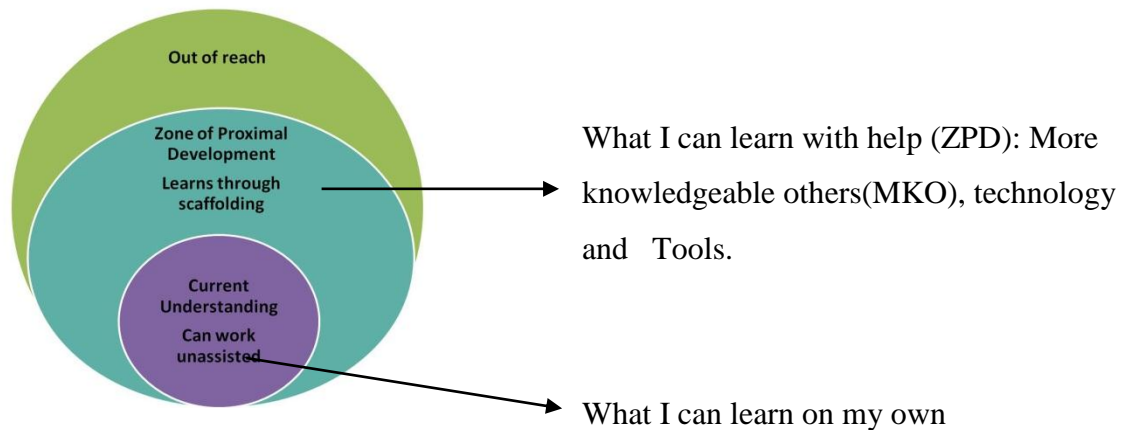 Out of reach
Zone of Proximal
Development
Learns through
scaffolding
What I can learn with help (ZPD): More
knowledgeable others(MKO), technology
and Tools.
Current
Understanding
Can work
unassisted
What I can learn on my own